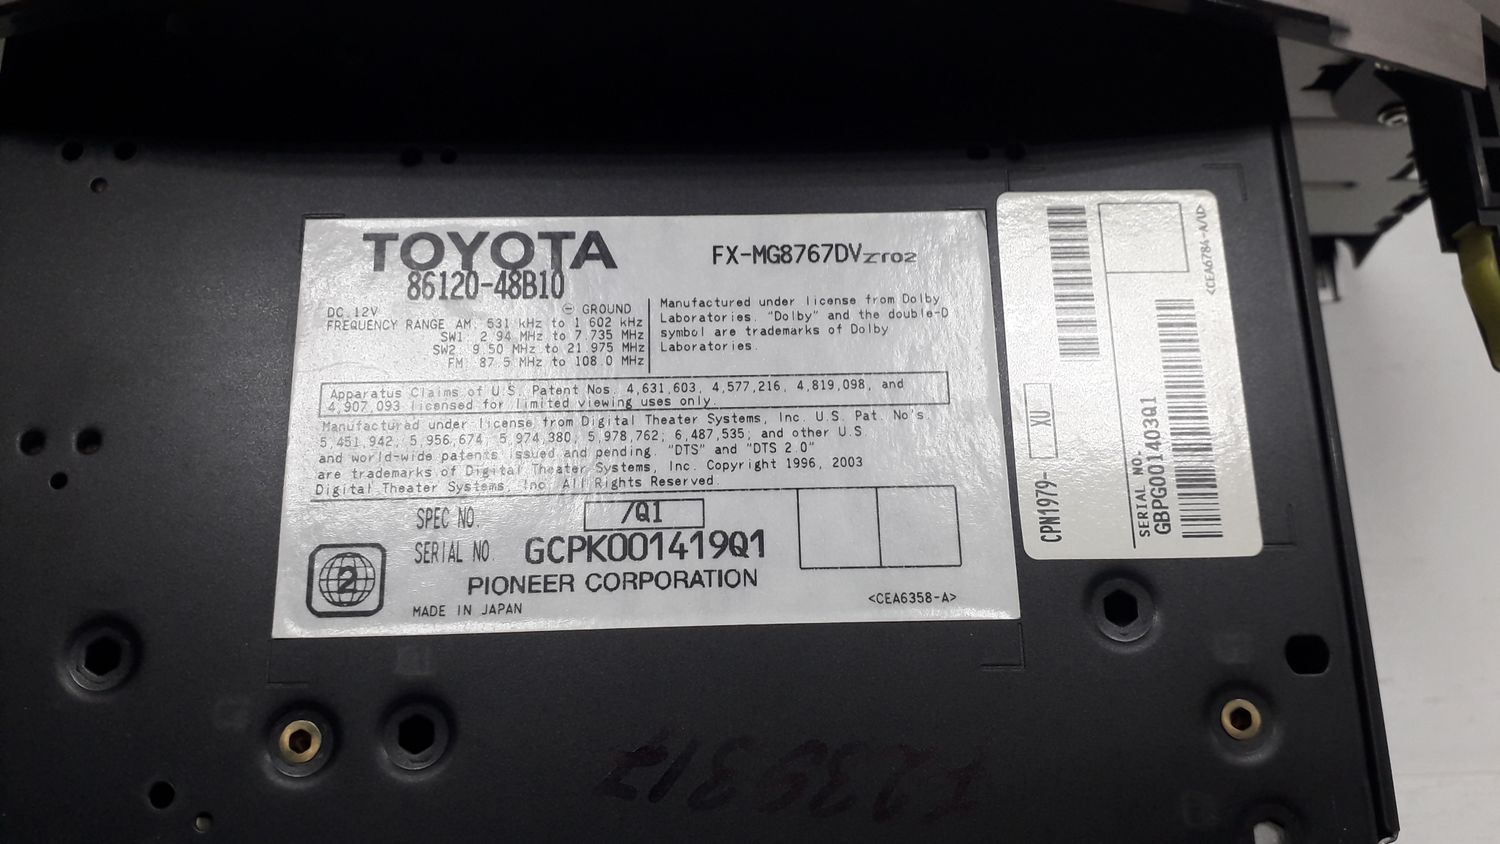 TOYOTA
86120-48B10
FX-MG8767DV ZT02
DC 12V ⊖ GROUND
FREQUENCY RANGE AM: 531 kHz to 1 602 kHz
SW1 2.94 MHz to 7.735 MHz
SW2 9.50 MHz to 21.975 MHz
FM 87.5 MHz to 108.0 MHz
Manufactured under license from Dolby
Laboratories. "Dolby" and the double-D
symbol are trademarks of Dolby
Laboratories.
Apparatus Claims of U.S. Patent Nos. 4,631,603, 4,577,216, 4,819,098, and
4,907,093 licensed for limited viewing uses only.
Manufactured under license from Digital Theater Systems, Inc. U.S. Pat. No's.
5,451,942; 5,956,674; 5,974,380; 5,978,762; 6,487,535; and other U.S.
and world-wide patents issued and pending. "DTS" and "DTS 2.0"
are trademarks of Digital Theater Systems, Inc. Copyright 1996, 2003
Digital Theater Systems, Inc. All Rights Reserved.
SPEC NO. /Q1
SERIAL NO. GCPK001419Q1
2
PIONEER CORPORATION
MADE IN JAPAN
<CEA6358-A>
CPN1979- XU
SERIAL NO.
GBPG001403Q1
<CEA6784-A/U>